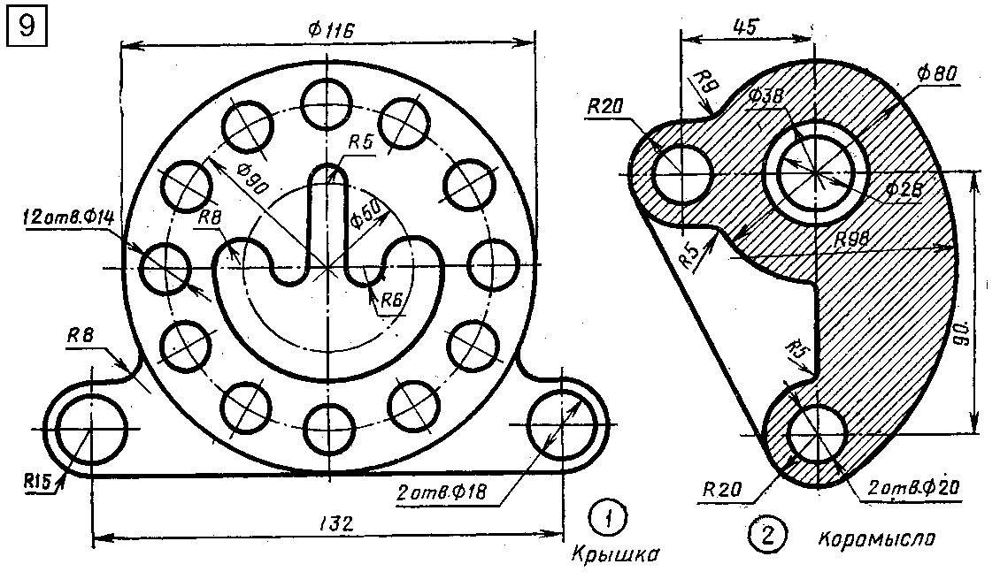 9
Ф116
45
R9
Ф80
Ф38
R20
R5
Ф90
Ф28
12 отв. Ф14
R8
Ф50
R5
R98
R6
90
R8
R5
R15
2 отв. Ф18
R20
2 отв. Ф20
132
1
Крышка
2
Коромысло